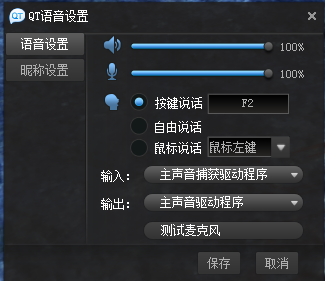 QT QT语音设置
语音设置
100%
昵称设置
100%
按键说话 F2
自由说话
鼠标说话 鼠标左键
输入: 主声音捕获驱动程序
输出: 主声音驱动程序
测试麦克风
保存 取消